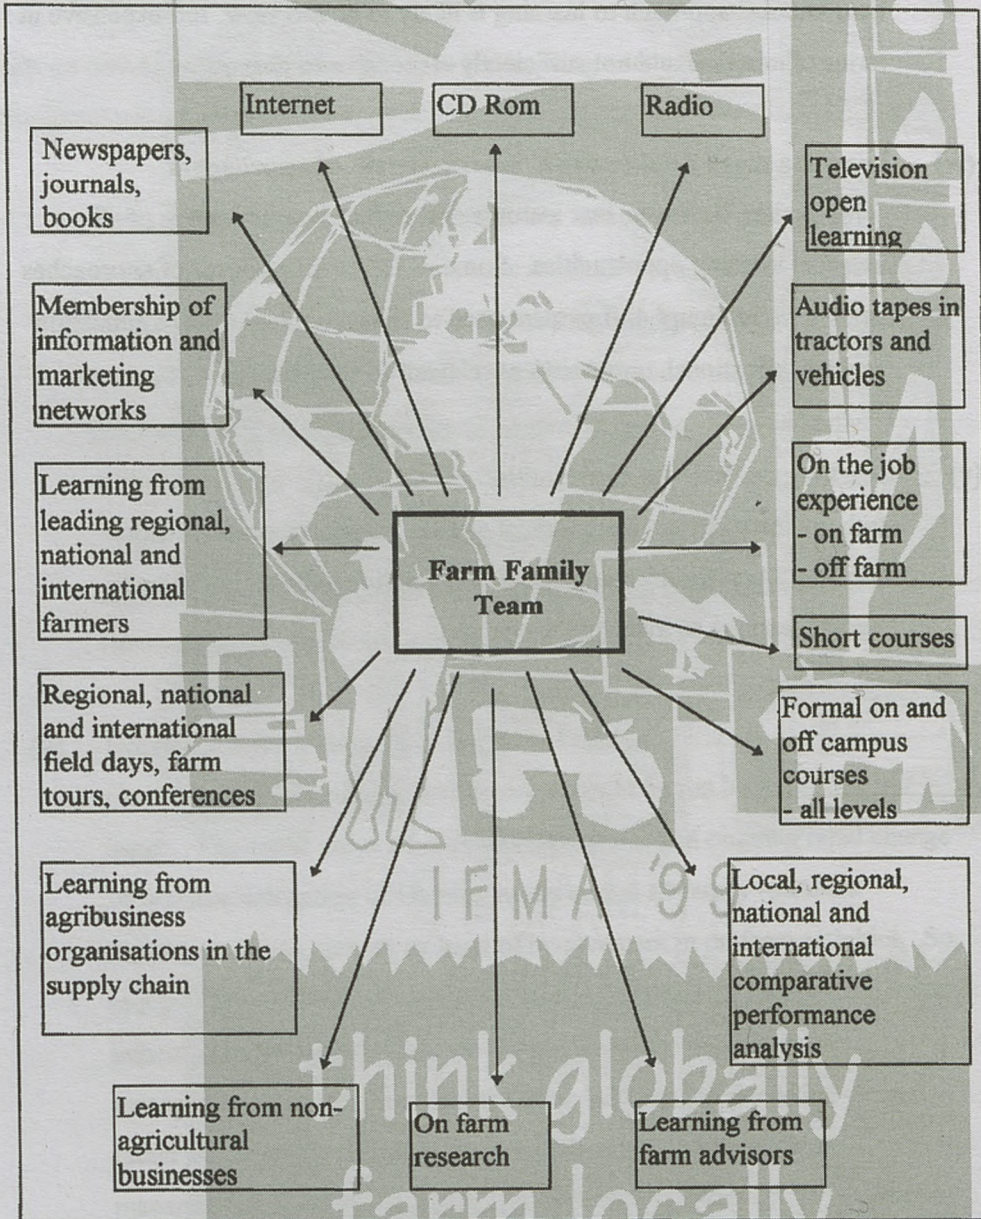 Internet
CD Rom
Radio
Newspapers,
journals,
books
Television
open
learning
Membership of
information and
marketing
networks
Audio tapes in
tractors and
vehicles
Learning from
leading regional,
national and
international
farmers
On the job
experience
- on farm
- off farm
Farm Family
Team
Short courses
Regional, national
and international
field days, farm
tours, conferences
Formal on and
off campus
courses
- all levels
Learning from
agribusiness
organisations in the
supply chain
IFMA '99
Local, regional,
national and
international
comparative
performance
analysis
think globally
farm locally
Learning from non-
agricultural
businesses
On farm
research
Learning from
farm advisors